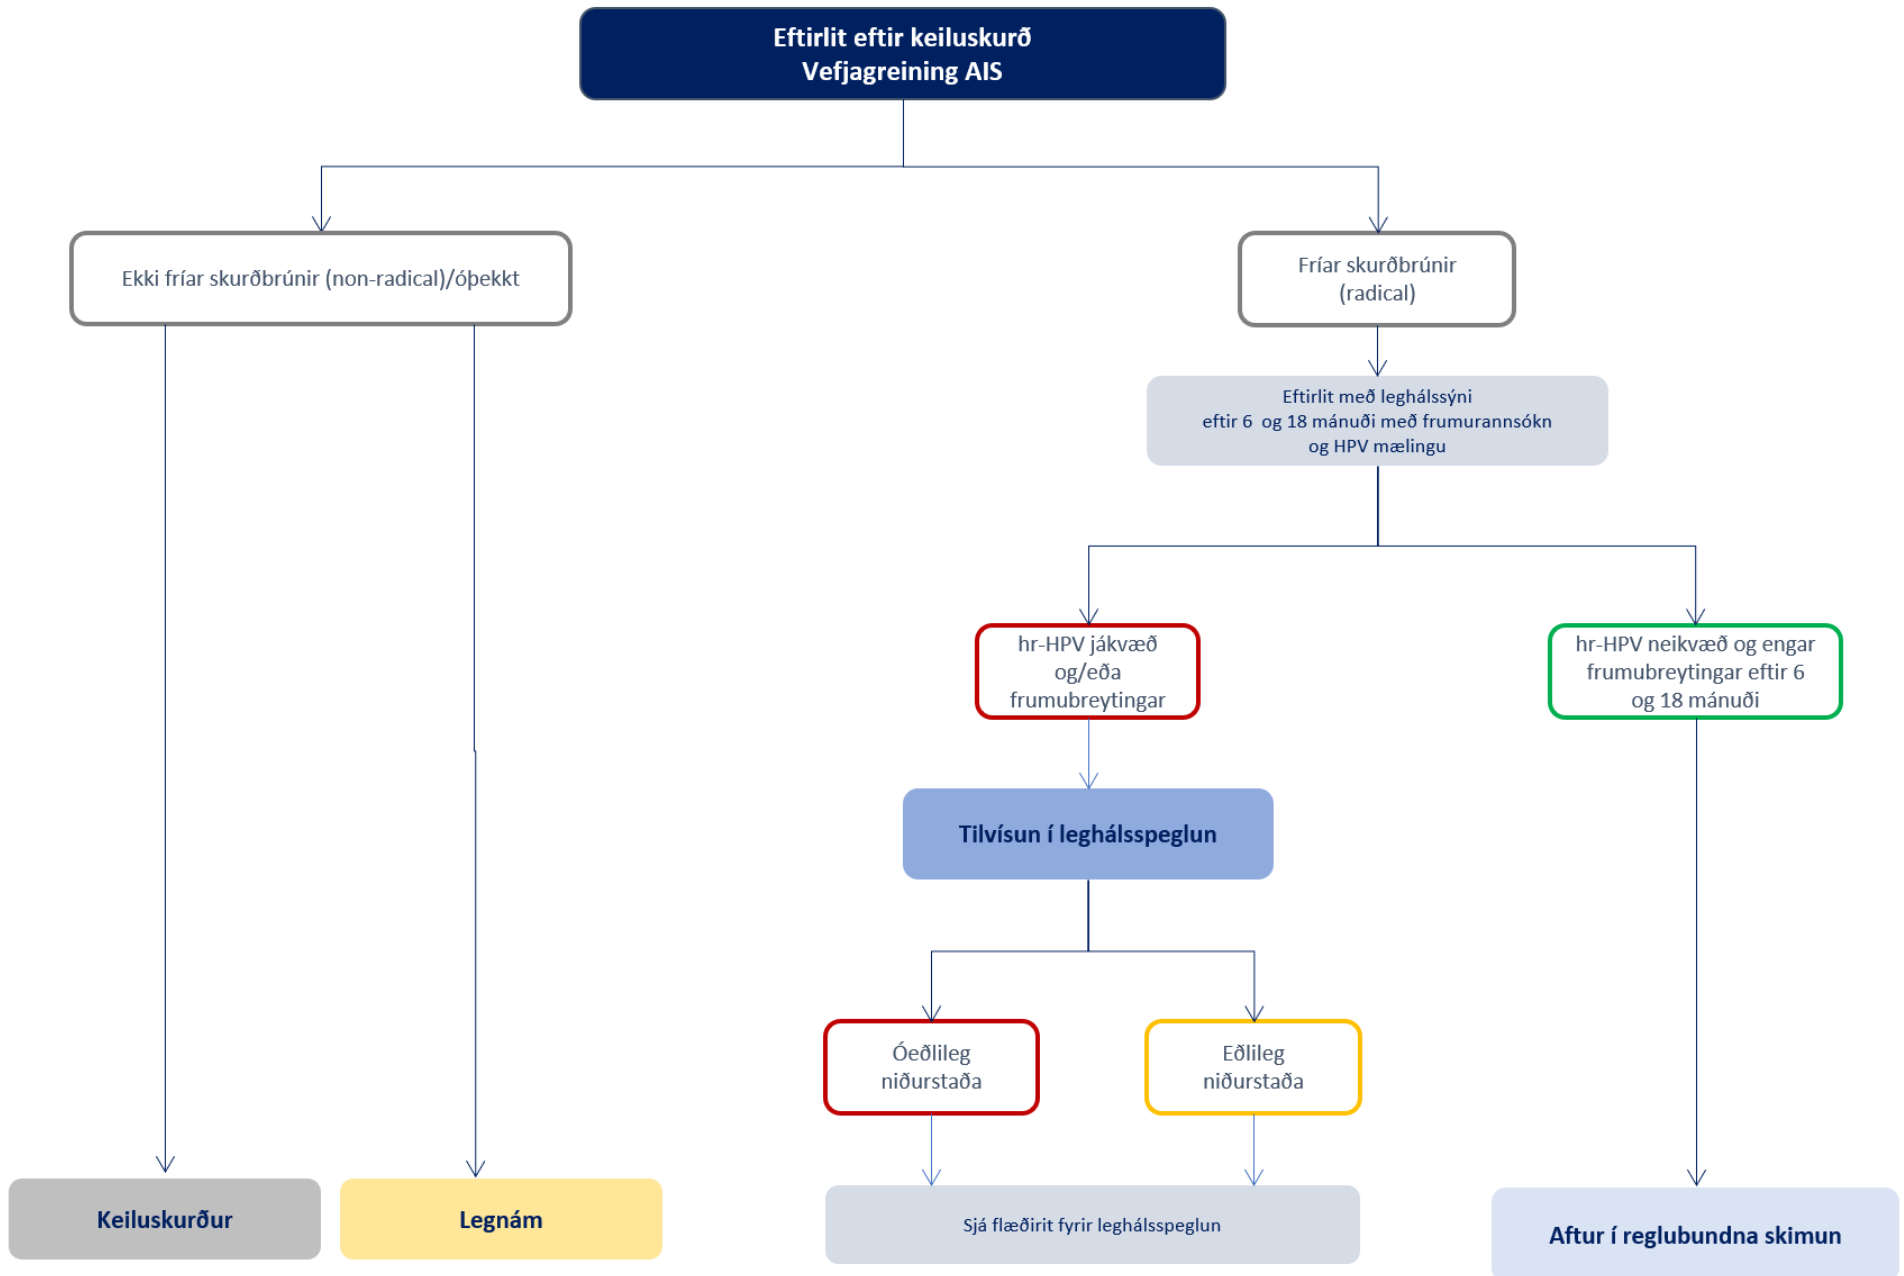 Eftirlit eftir keiluskurð
Vefjagreining AIS
Ekki fríar skurðbrúnir (non-radical)/óþekkt
Fríar skurðbrúnir
(radical)
Eftirlit með leghálssýni
eftir 6 og 18 mánuði með frumurannsókn
og HPV mælingu
hr-HPV jákvæð
og/eða
frumubreytingar
hr-HPV neikvæð og engar
frumubreytingar eftir 6
og 18 mánuði
Tilvísun í leghálsspeglun
Óeðlileg
niðurstaða
Eðlileg
niðurstaða
Keiluskurður
Legnám
Sjá flæðirit fyrir leghálsspeglun
Aftur í reglubundna skimun